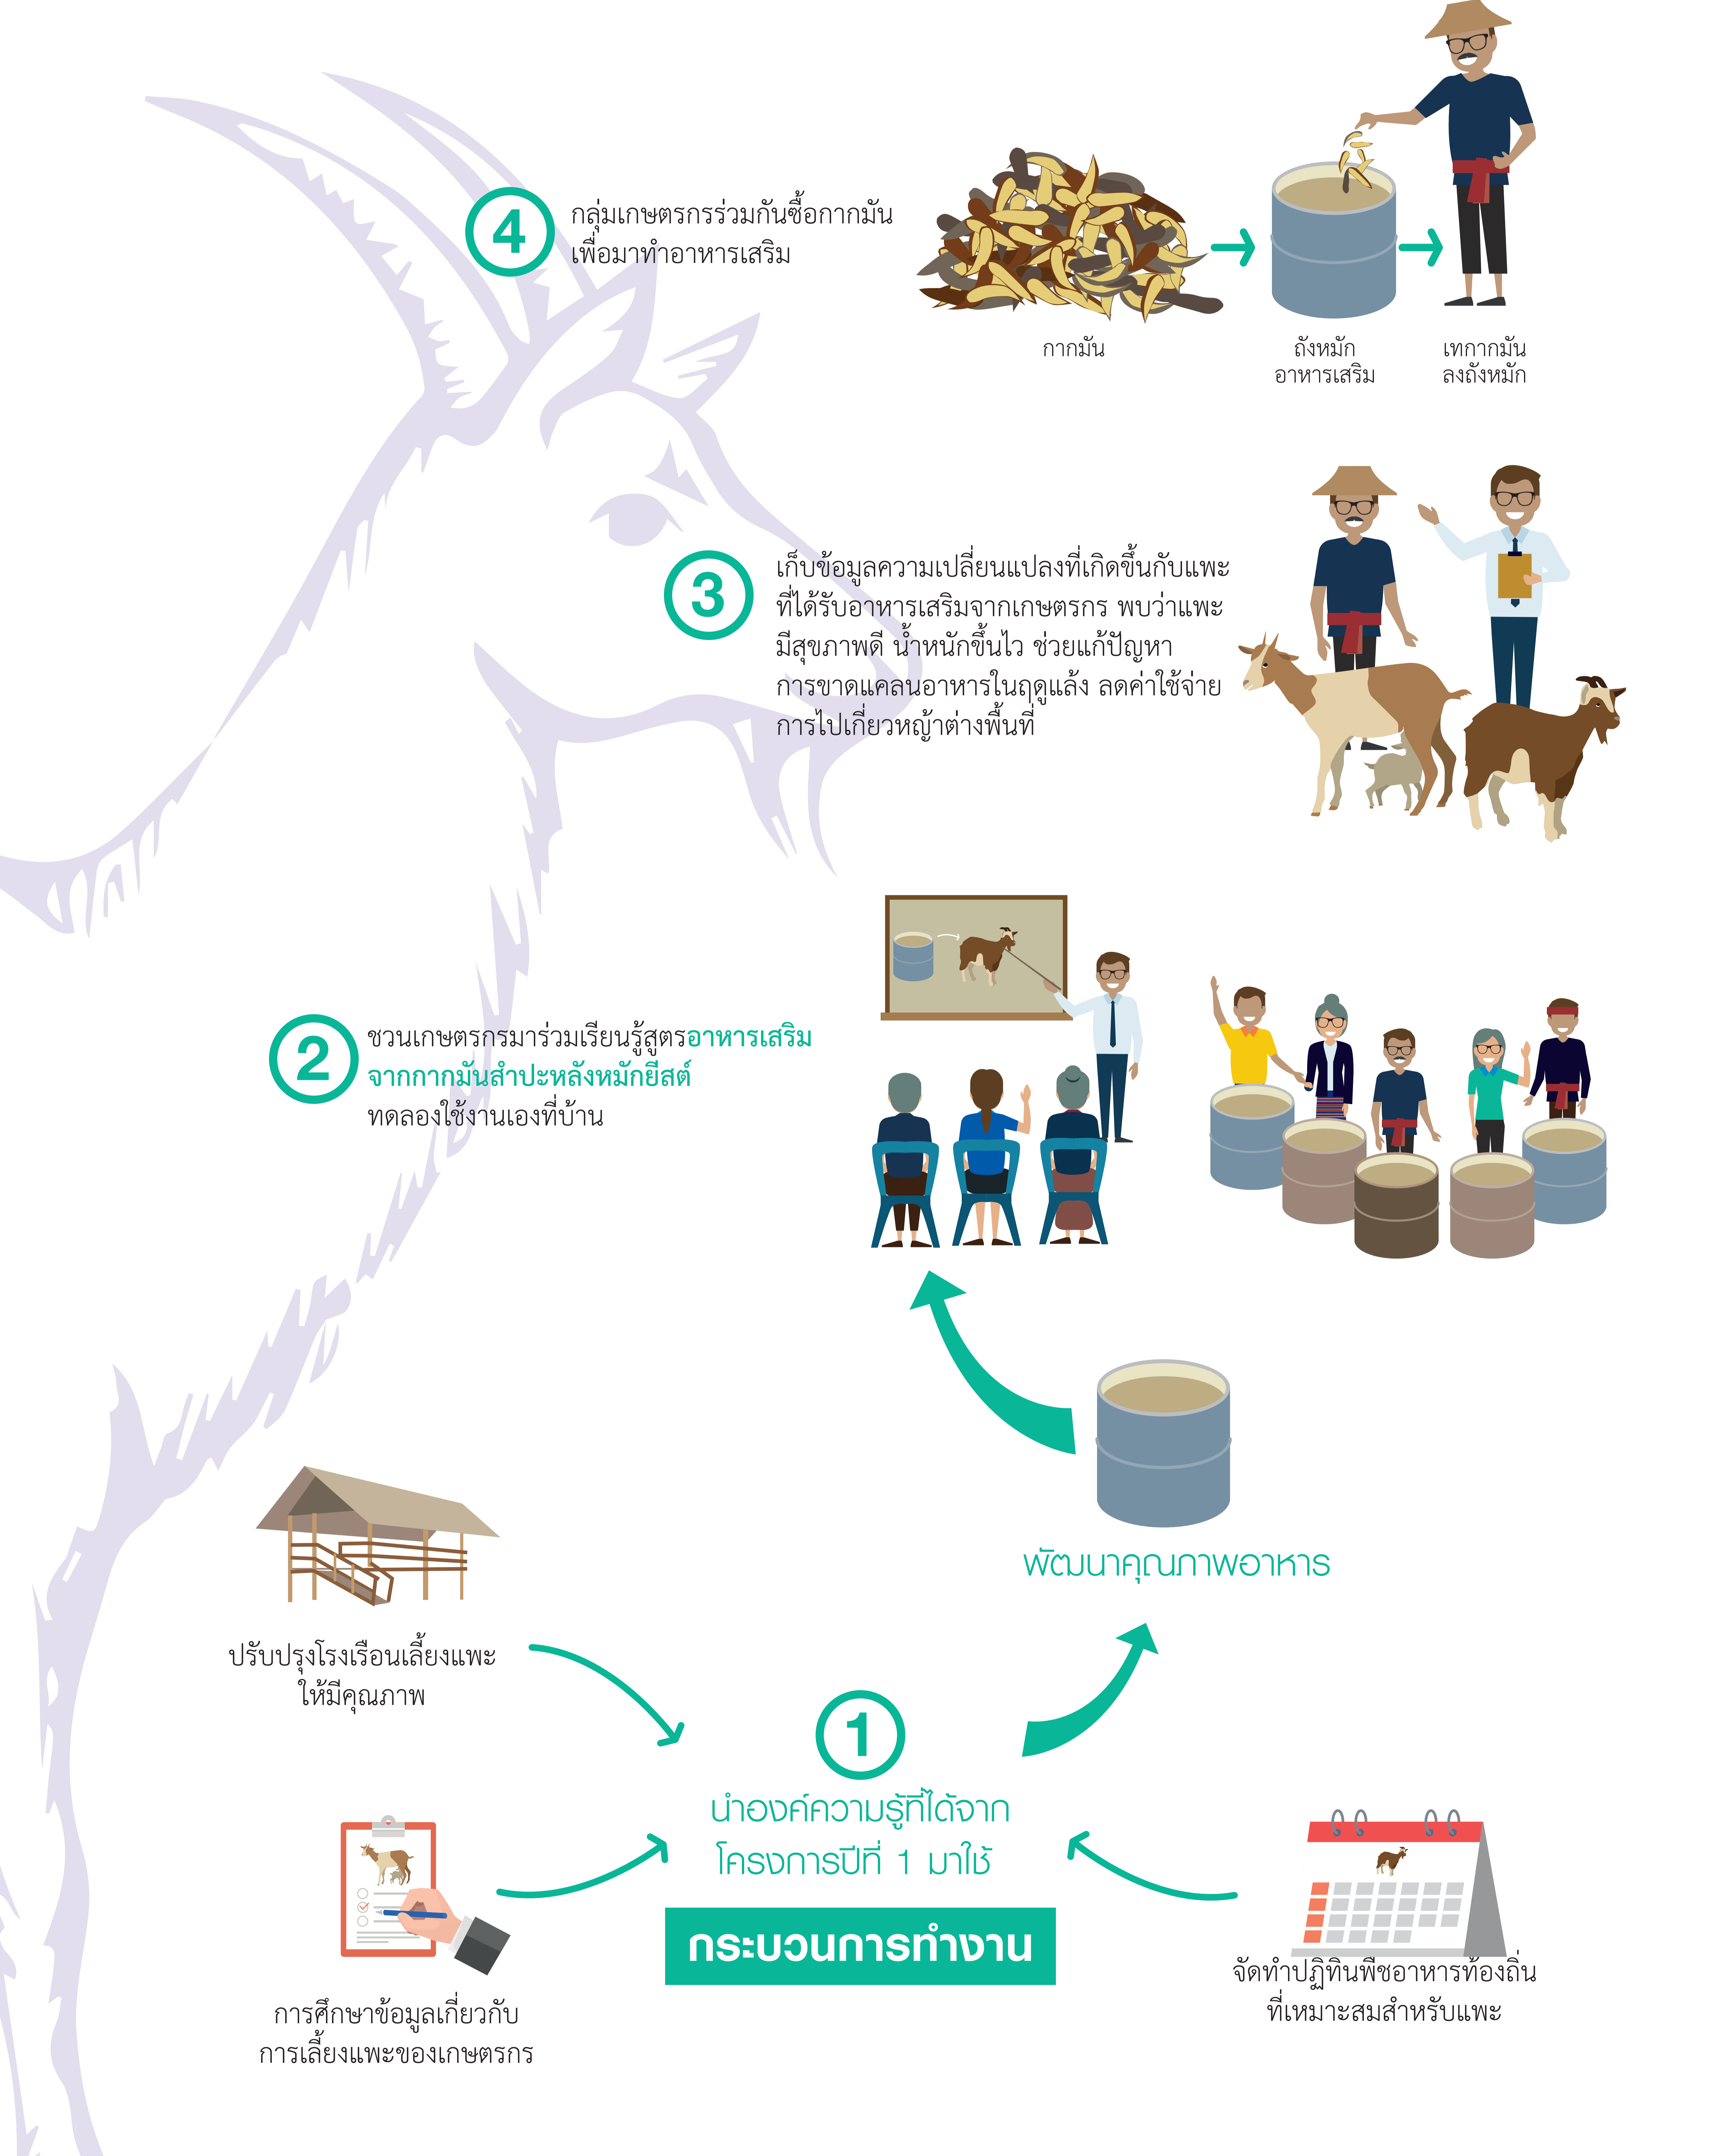 4
กลุ่มเกษตรกรร่วมกันซื้อกากมัน
เพื่อมาทำอาหารเสริม
กากมัน
ถังหมัก
อาหารเสริม
เทกากมัน
ลงถังหมัก
3
เก็บข้อมูลความเปลี่ยนแปลงที่เกิดขึ้นกับแพะ
ที่ได้รับอาหารเสริมจากเกษตรกร พบว่าแพะ
มีสุขภาพดี น้ำหนักขึ้นไว ช่วยแก้ปัญหา
การขาดแคลนอาหารในฤดูแล้ง ลดค่าใช้จ่าย
การไปเกี่ยวหญ้าต่างพื้นที่
2
ชวนเกษตรกรมาร่วมเรียนรู้สูตรอาหารเสริม
จากกากมันสำปะหลังหมักยีสต์
ทดลองใช้งานเองที่บ้าน
พัฒนาคุณภาพอาหาร
ปรับปรุงโรงเรือนเลี้ยงแพะ
ให้มีคุณภาพ
1
นำองค์ความรู้ที่ได้จาก
โครงการปีที่ 1 มาใช้
กระบวนการทำงาน
การศึกษาข้อมูลเกี่ยวกับ
การเลี้ยงแพะของเกษตรกร
จัดทำปฏิทินพืชอาหารท้องถิ่น
ที่เหมาะสมสำหรับแพะ